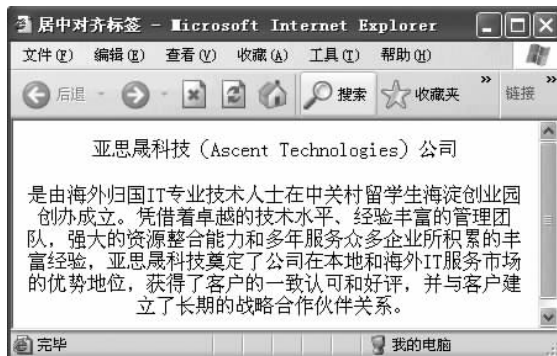 居中对齐标签 - Microsoft Internet Explorer
文件(F) 编辑(E) 查看(V) 收藏(A) 工具(T) 帮助(H)
后退 搜索 收藏夹 » 链接 »
亚思晟科技（Ascent Technologies）公司
是由海外归国IT专业技术人士在中关村留学生海淀创业园
创办成立。凭借着卓越的技术水平、经验丰富的管理团
队，强大的资源整合能力和多年服务众多企业所积累的丰
富经验，亚思晟科技奠定了公司在本地和海外IT服务市场
的优势地位，获得了客户的一致认可和好评，并与客户建
立了长期的战略合作伙伴关系。
完毕 我的电脑